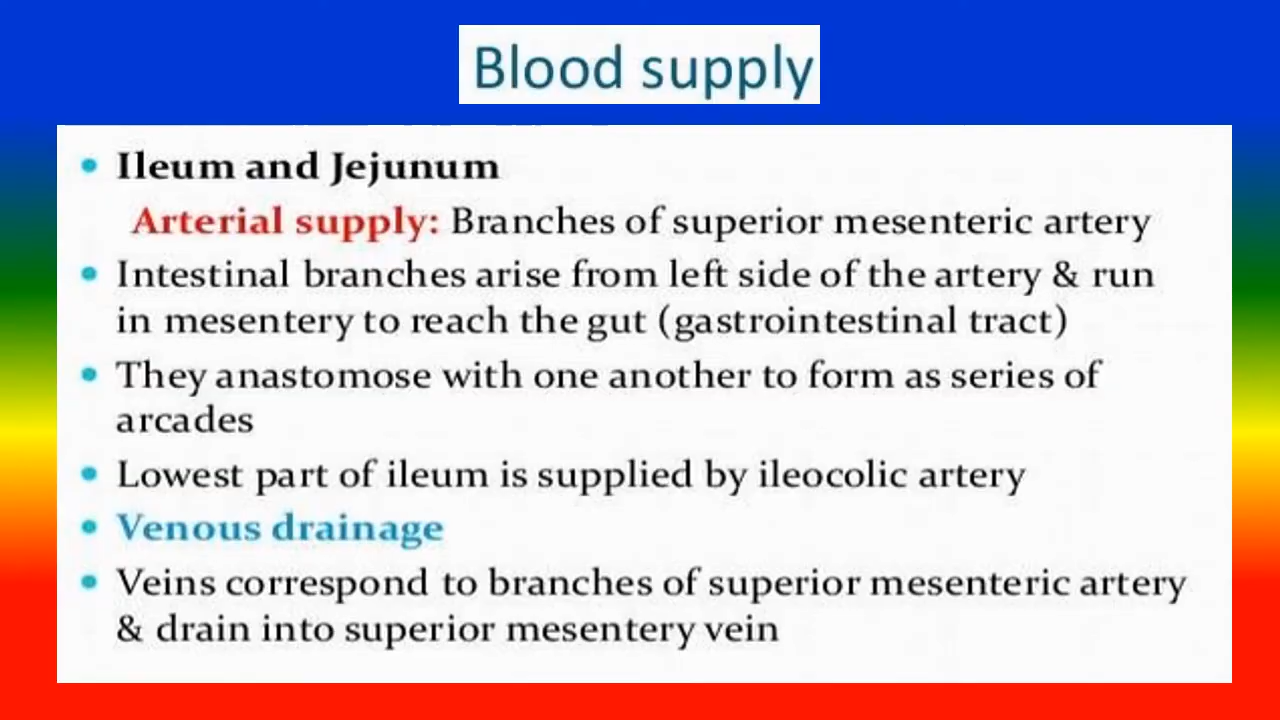 Blood supply
• Ileum and Jejunum
Arterial supply: Branches of superior mesenteric artery
• Intestinal branches arise from left side of the artery & run
in mesentery to reach the gut (gastrointestinal tract)
• They anastomose with one another to form as series of
arcades
• Lowest part of ileum is supplied by ileocolic artery
• Venous drainage
• Veins correspond to branches of superior mesenteric artery
& drain into superior mesentery vein